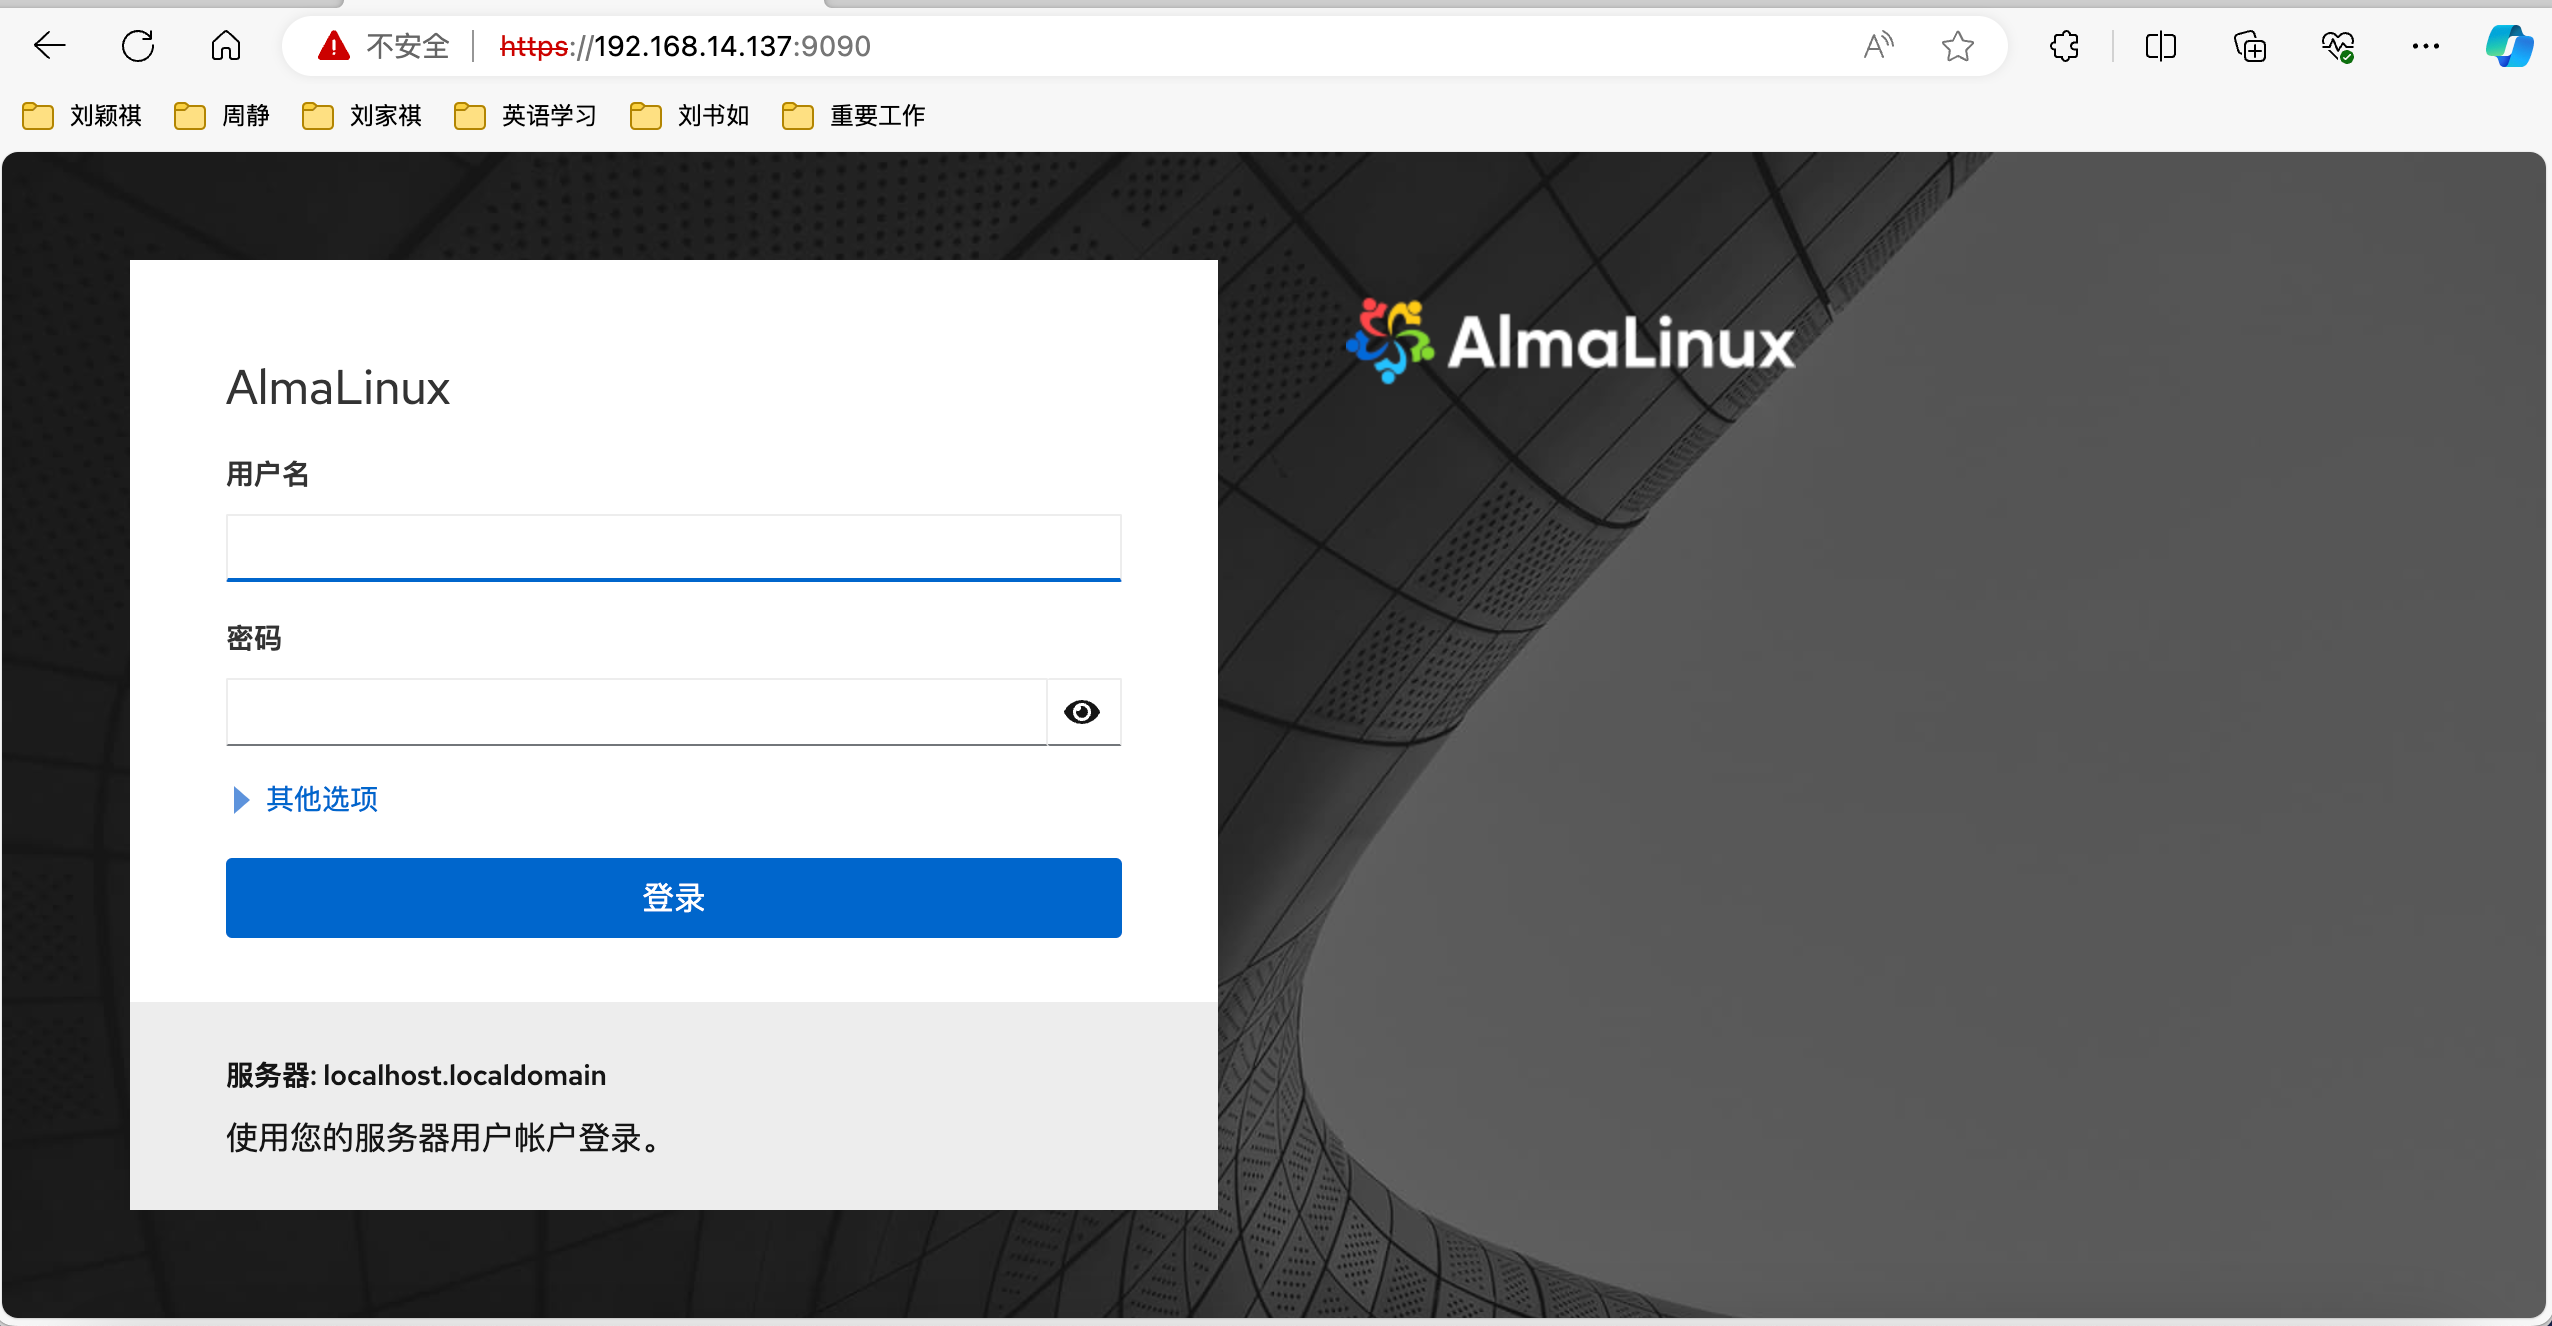 不安全 https://192.168.14.137:9090
刘颖祺 周静 刘家祺 英语学习 刘书如 重要工作
AlmaLinux
AlmaLinux
用户名
密码
其他选项
登录
服务器: localhost.localdomain
使用您的服务器用户帐户登录。